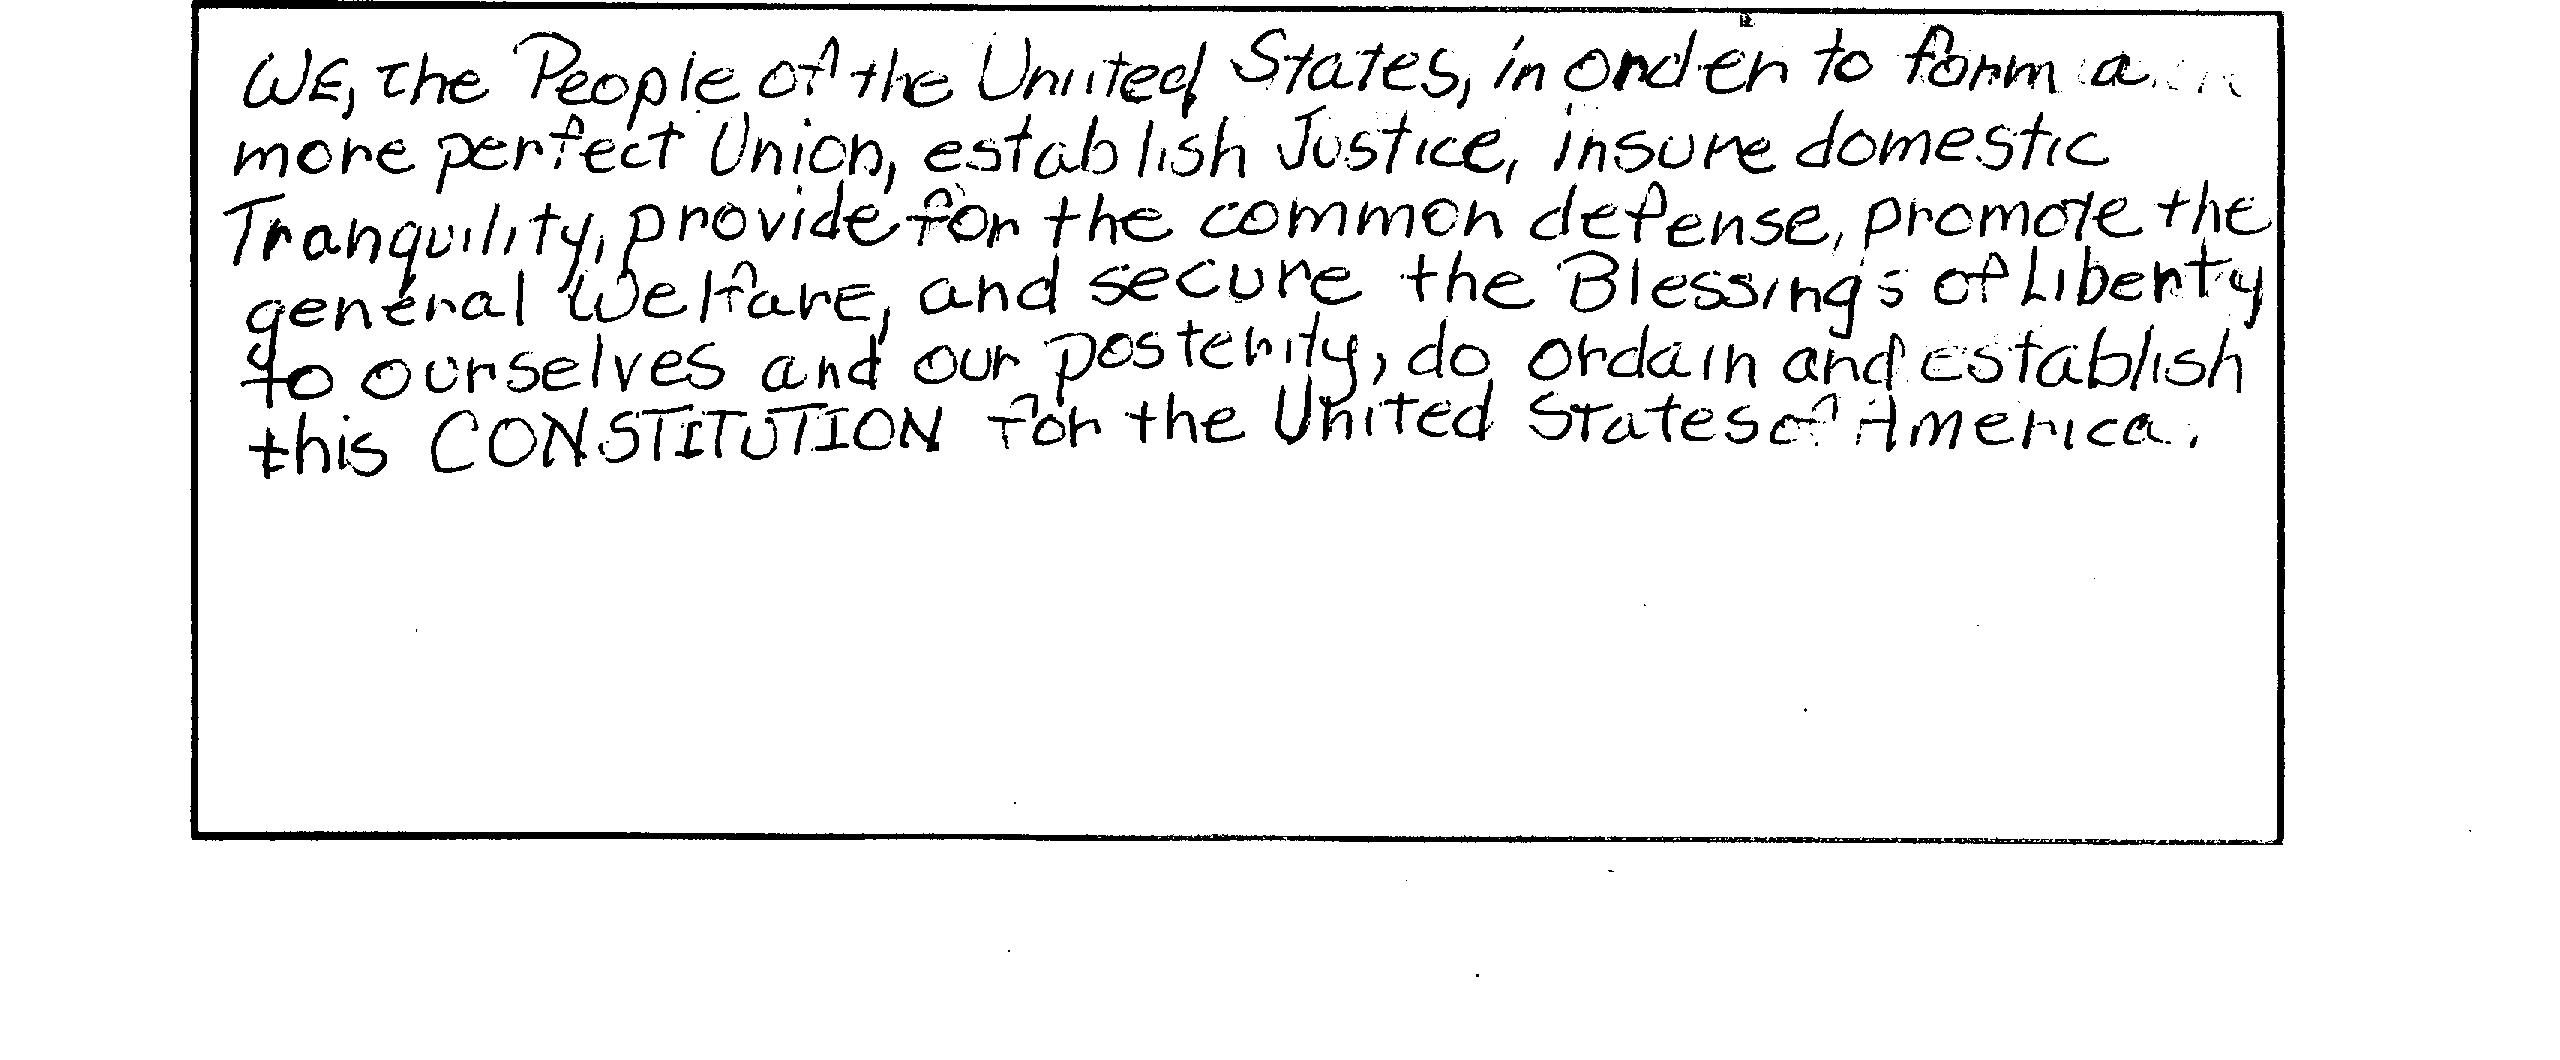 WE, the People of the United States, in order to form a
more perfect Union, establish Justice, insure domestic
Tranquility, provide for the common defense, promote the
general Welfare, and secure the Blessings of Liberty
to ourselves and our posterity, do ordain and establish
this CONSTITUTION for the United States of America.